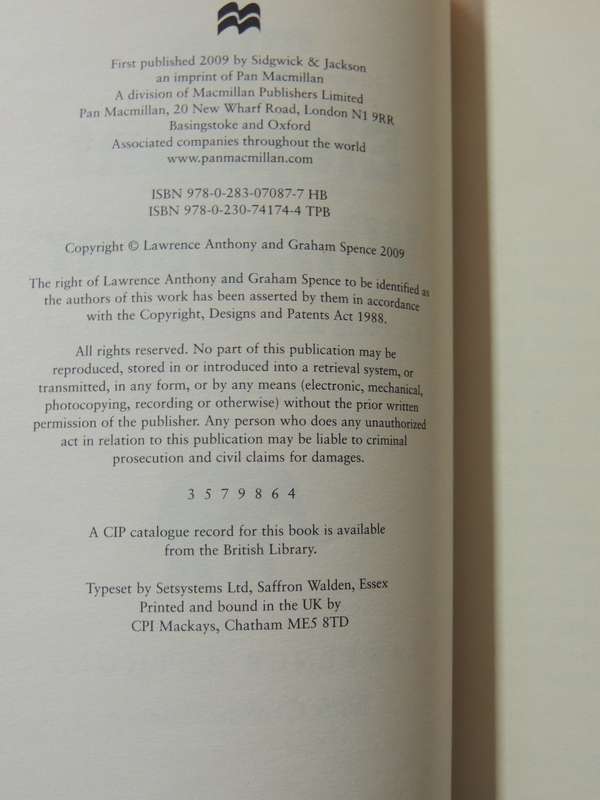 First published 2009 by Sidgwick & Jackson
an imprint of Pan Macmillan
A division of Macmillan Publishers Limited
Pan Macmillan, 20 New Wharf Road, London N1 9RR
Basingstoke and Oxford
Associated companies throughout the world
www.panmacmillan.com
ISBN 978-0-283-07087-7 HB
ISBN 978-0-230-74174-4 TPB
Copyright © Lawrence Anthony and Graham Spence 2009
The right of Lawrence Anthony and Graham Spence to be identified as
the authors of this work has been asserted by them in accordance
with the Copyright, Designs and Patents Act 1988.
All rights reserved. No part of this publication may be
reproduced, stored in or introduced into a retrieval system, or
transmitted, in any form, or by any means (electronic, mechanical,
photocopying, recording or otherwise) without the prior written
permission of the publisher. Any person who does any unauthorized
act in relation to this publication may be liable to criminal
prosecution and civil claims for damages.
3 5 7 9 8 6 4
A CIP catalogue record for this book is available
from the British Library.
Typeset by Setsystems Ltd, Saffron Walden, Essex
Printed and bound in the UK by
CPI Mackays, Chatham ME5 8TD